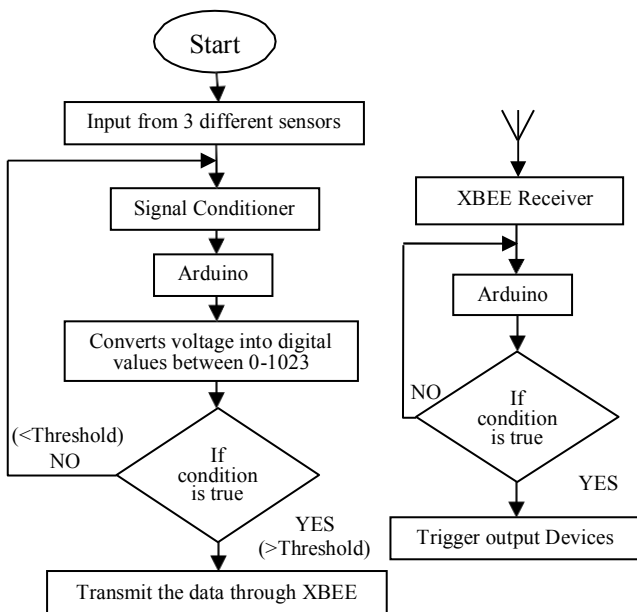 Start
Input from 3 different sensors
Signal Conditioner
Arduino
Converts voltage into digital
values between 0-1023
(<Threshold)
NO
If
condition
is true
YES
(>Threshold)
Transmit the data through XBEE
XBEE Receiver
Arduino
NO
If
condition
is true
YES
Trigger output Devices